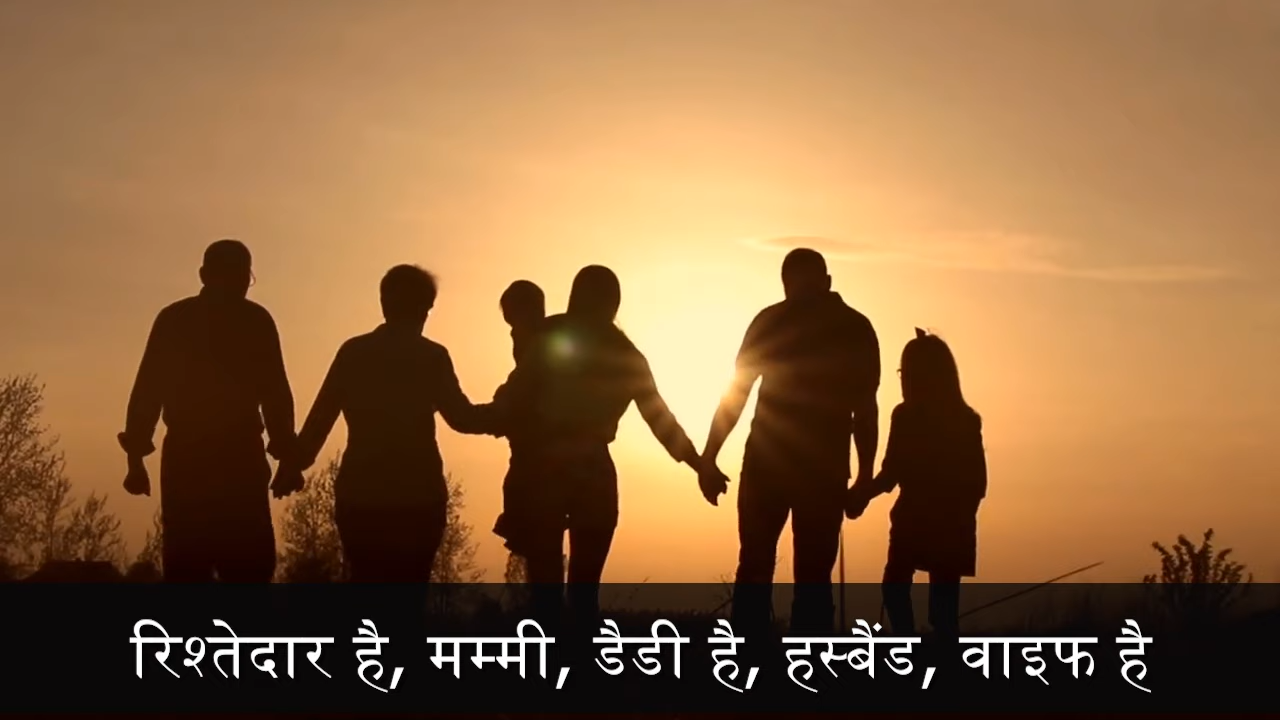 रिश्तेदार है, मम्मी, डैडी है, हस्बैंड, वाइफ है